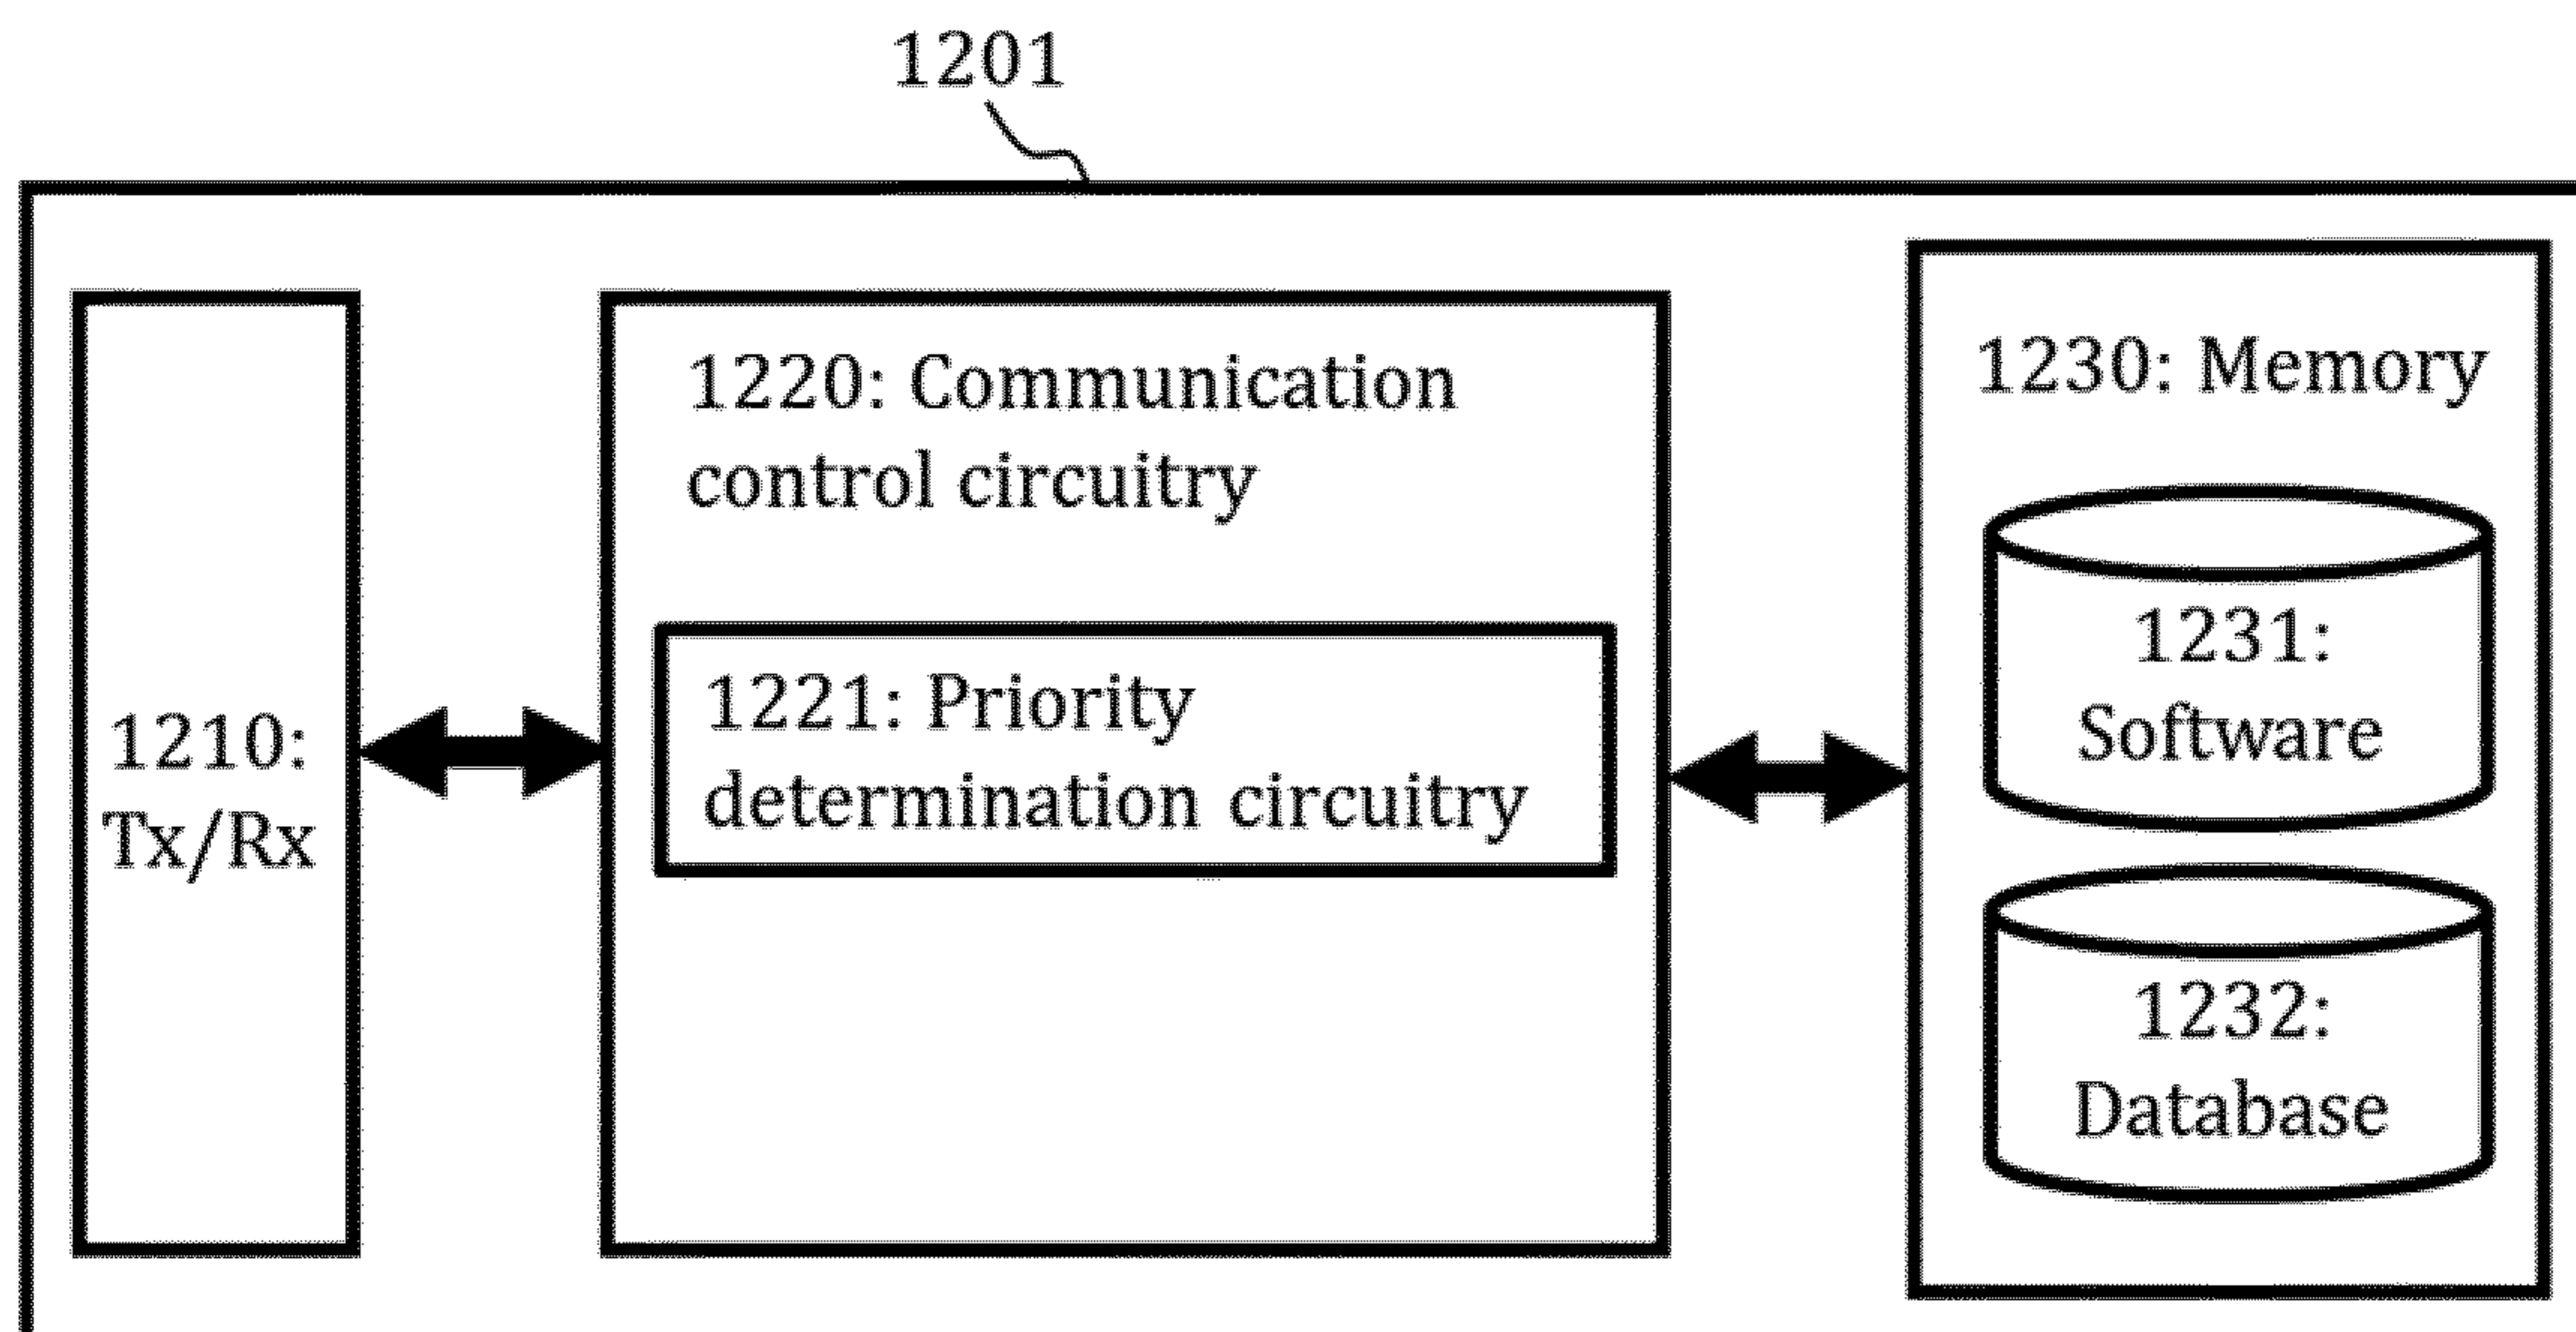 1201
1210:
Tx/Rx
1220: Communication
control circuitry
1221: Priority
determination circuitry
1230: Memory
1231:
Software
1232:
Database